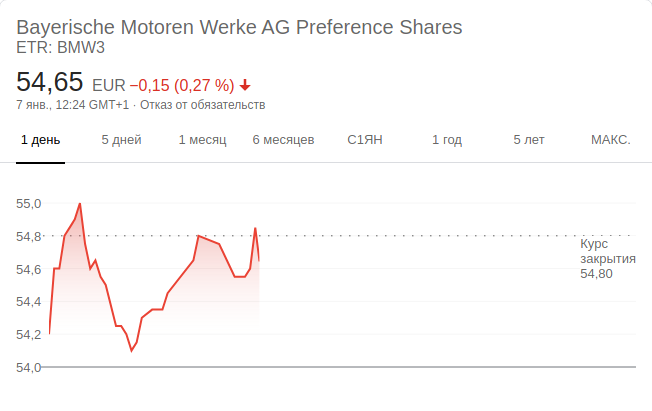 Bayerische Motoren Werke AG Preference Shares
ETR: BMW3
54,65 EUR −0,15 (0,27 %)
7 янв., 12:24 GMT+1 · Отказ от обязательств
1 день 5 дней 1 месяц 6 месяцев С1ЯН 1 год 5 лет МАКС.
55,0
54,8
Курс
закрытия
54,80
54,6
54,4
54,2
54,0